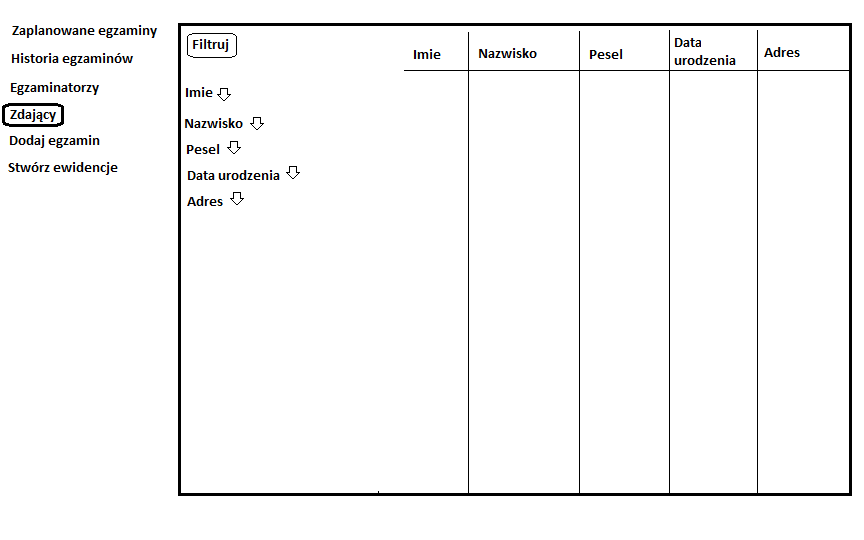 Zaplanowane egzaminy
Historia egzaminów
Egzaminatorzy
Zdający
Dodaj egzamin
Stwórz ewidencje
Filtruj
Imie
Nazwisko
Pesel
Data urodzenia
Adres
Imie
Nazwisko
Pesel
Data
urodzenia
Adres